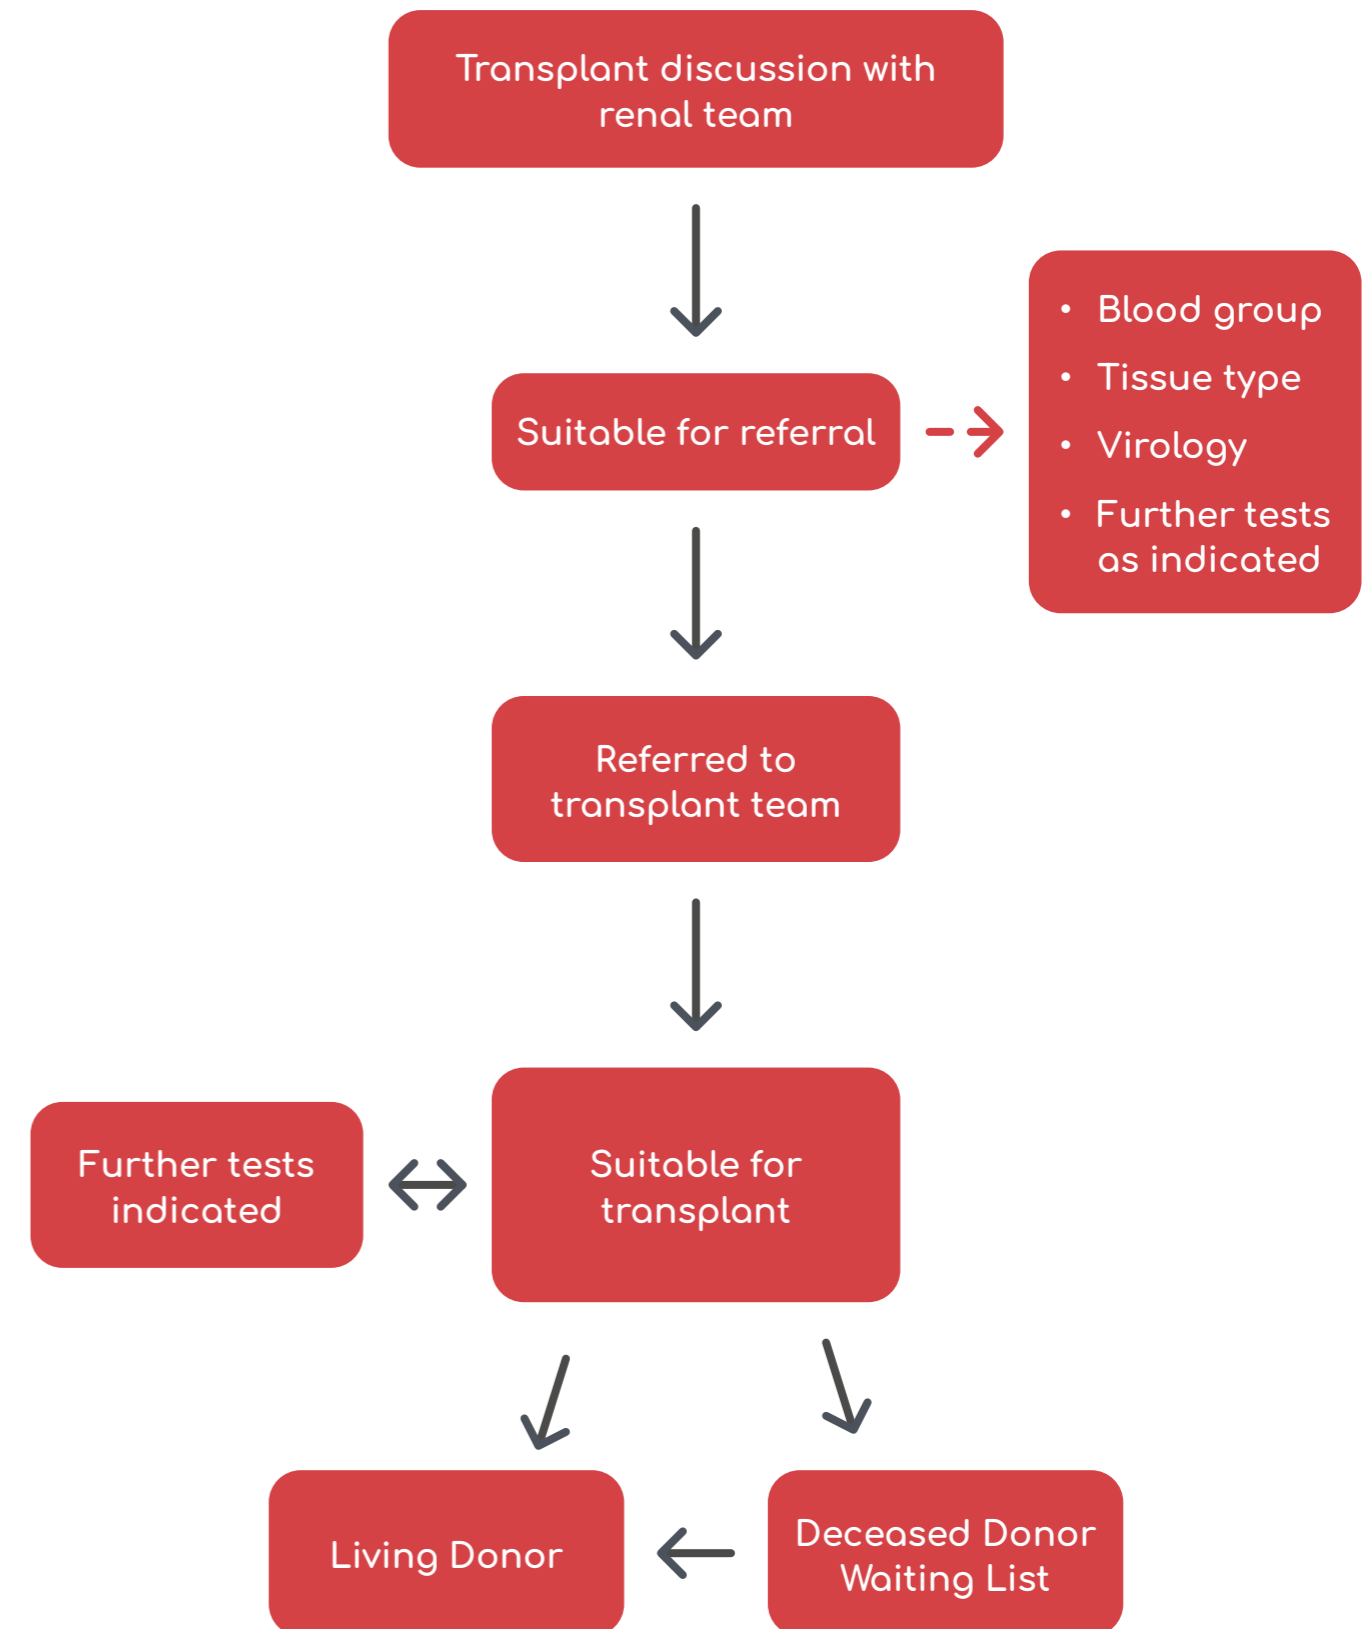 Transplant discussion with
renal team
Suitable for referral
• Blood group
• Tissue type
• Virology
• Further tests
as indicated
Referred to
transplant team
Further tests
indicated
Suitable for
transplant
Living Donor
Deceased Donor
Waiting List